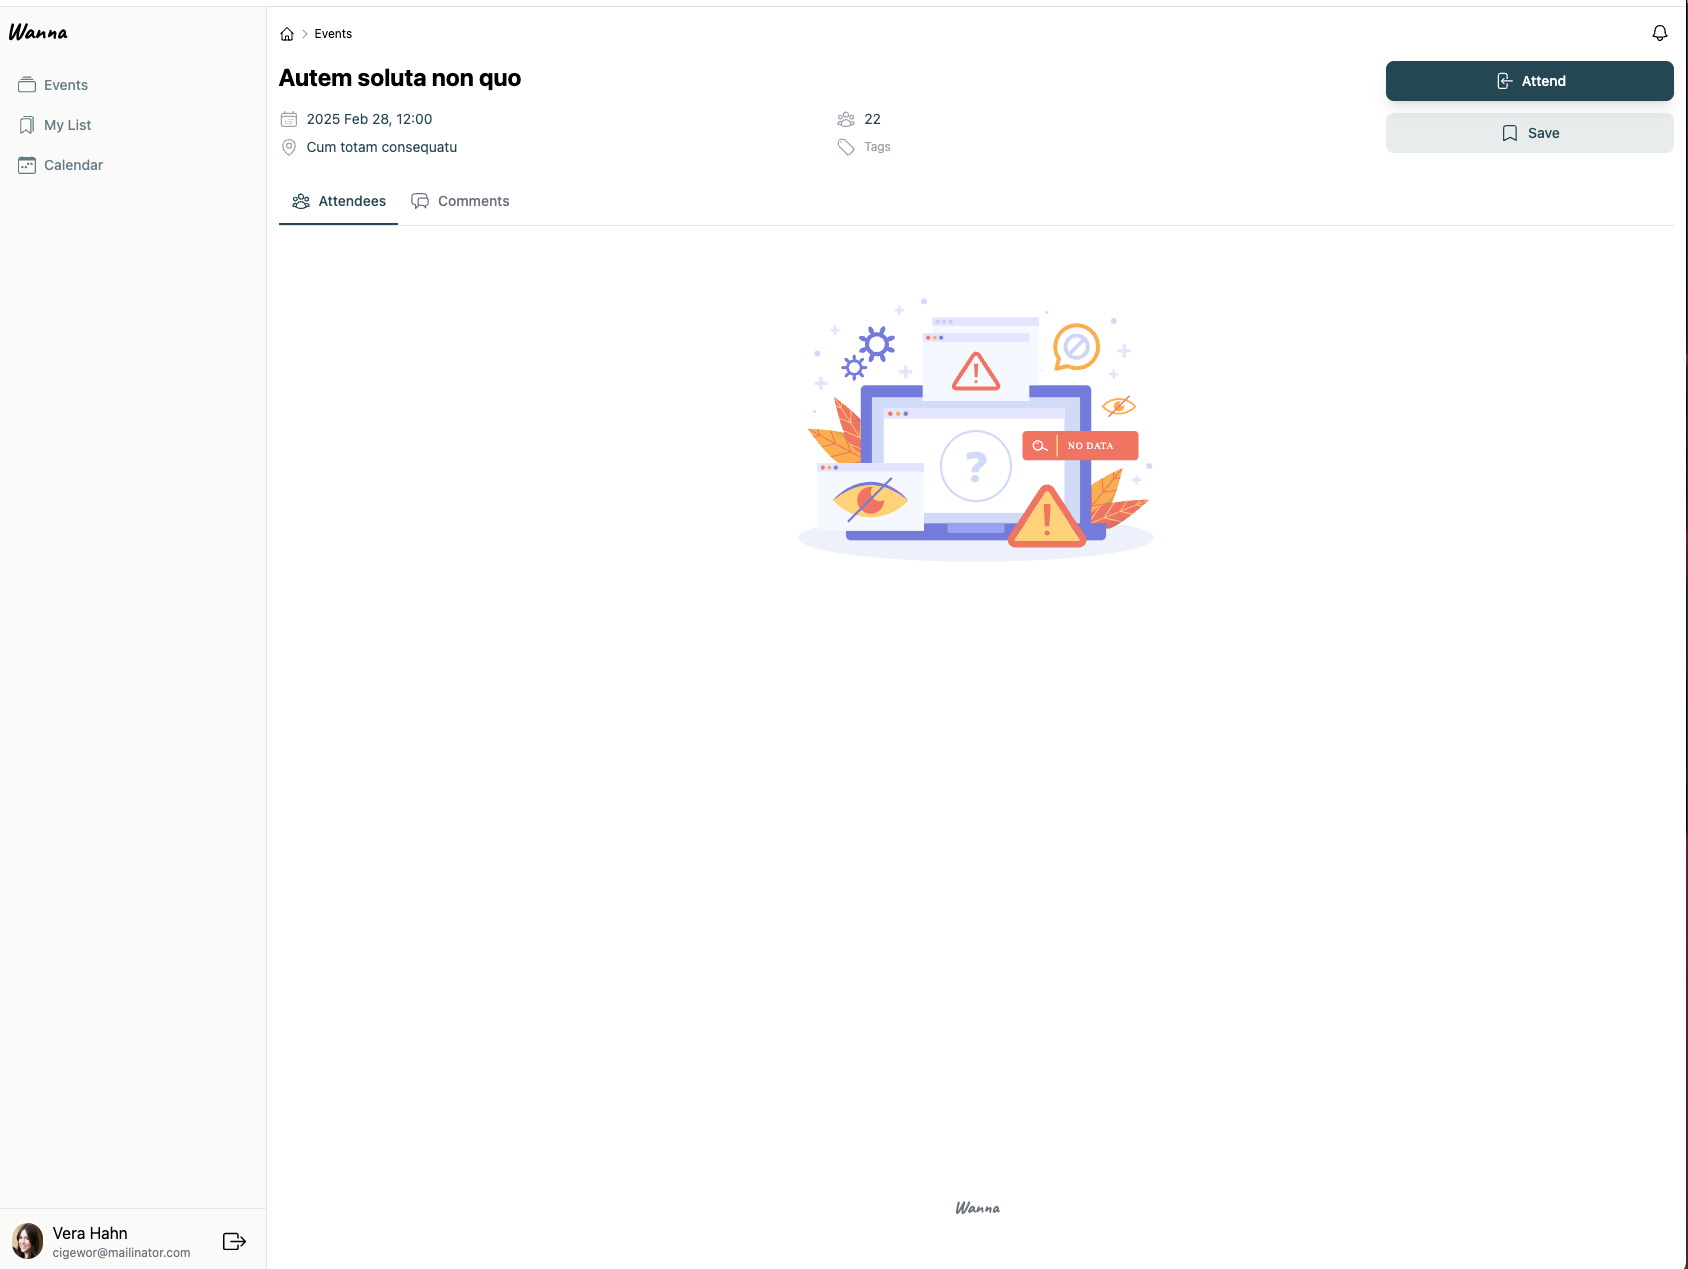 Wanna
Events
My List
Calendar
Events
Autem soluta non quo
2025 Feb 28, 12:00
22
Cum totam consequatu
Tags
Attend
Save
Attendees
Comments
NO DATA
?
Wanna
Vera Hahn
cigewor@mailinator.com